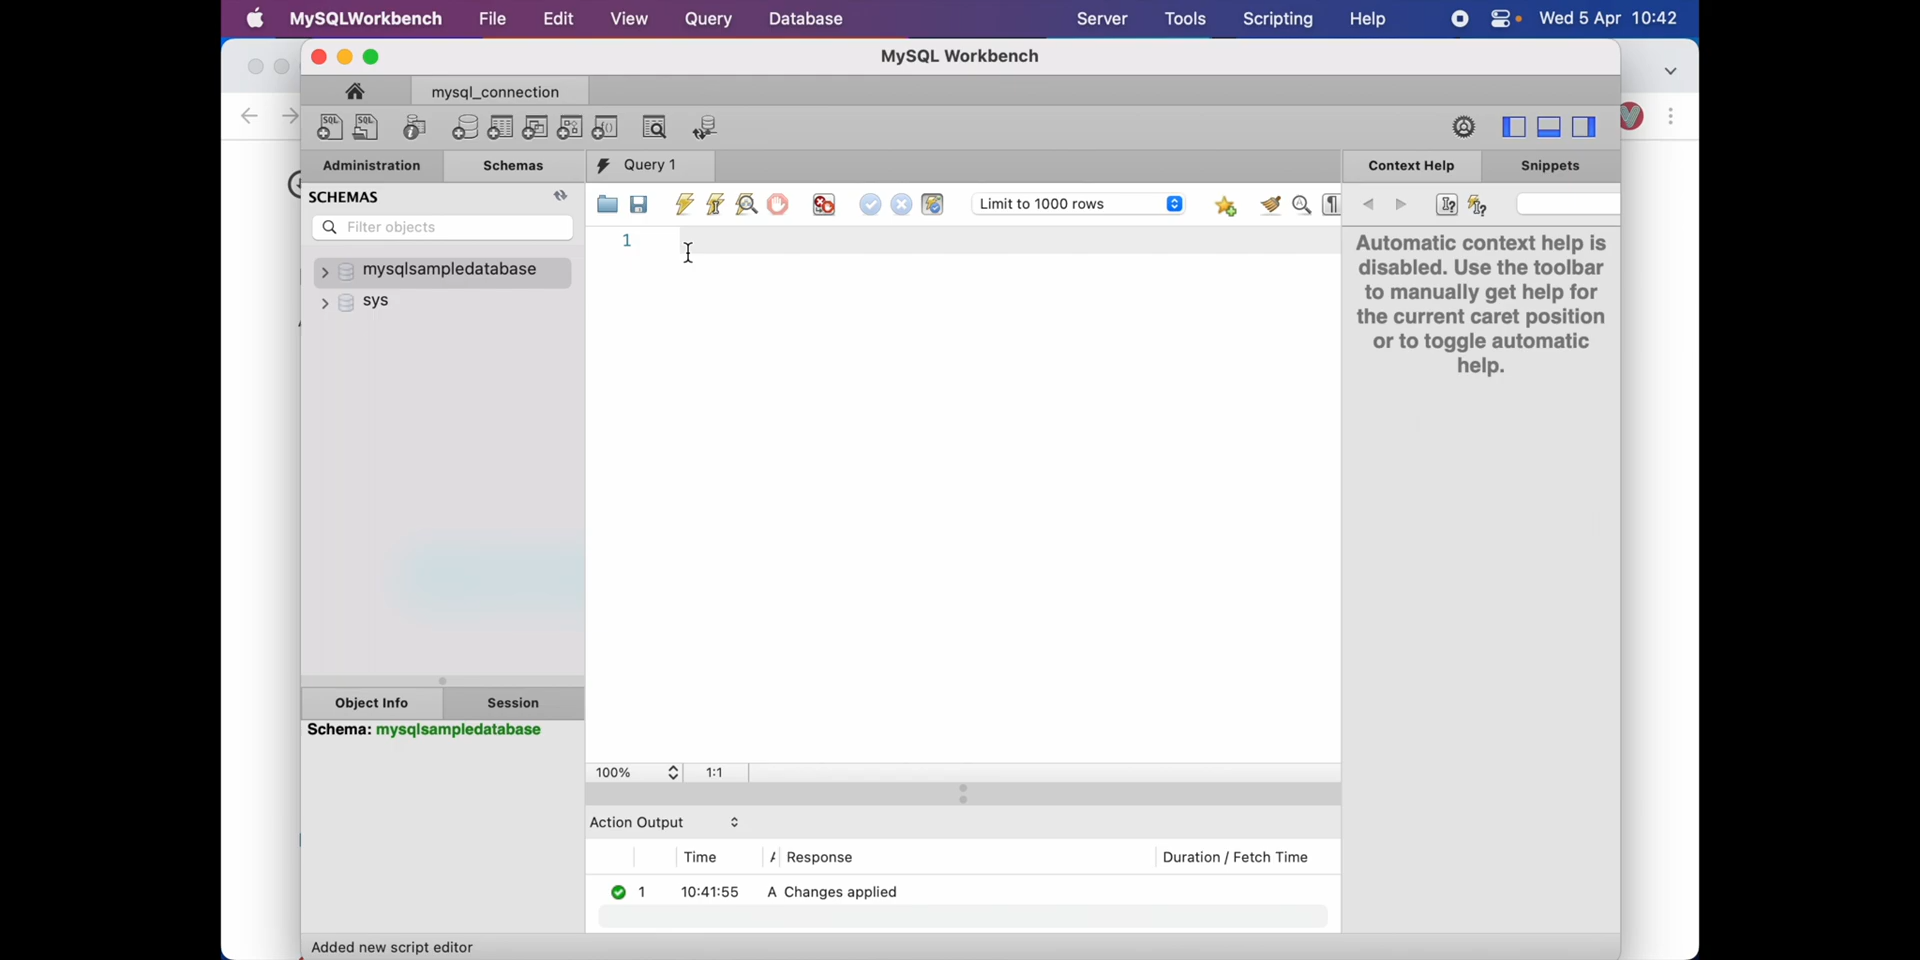 MySQLWorkbench File Edit View Query Database Server Tools Scripting Help Wed 5 Apr 10:42
MySQL Workbench
mysql_connection
Administration Schemas Query 1 Context Help Snippets
SCHEMAS
Limit to 1000 rows
Filter objects
1
Automatic context help is
disabled. Use the toolbar
to manually get help for
the current caret position
or to toggle automatic
help.
mysqlsampledatabase
sys
Object Info Session
Schema: mysqlsampledatabase
100% 1:1
Action Output
Time Response Duration / Fetch Time
1 10:41:55 A Changes applied
Added new script editor